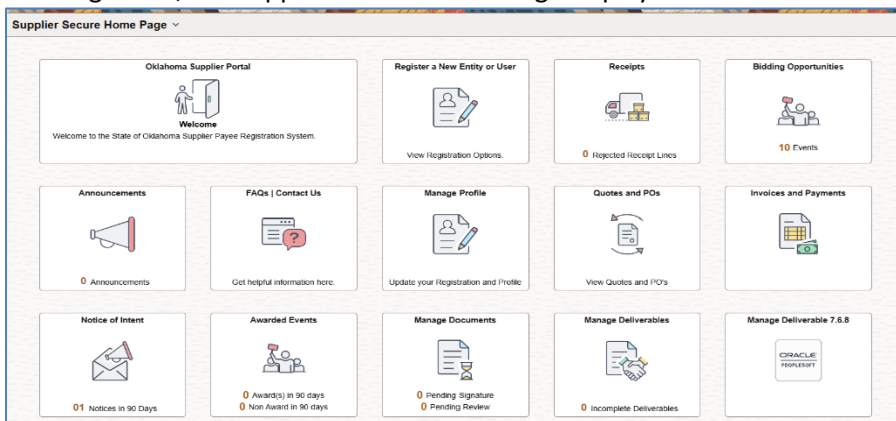 Supplier Secure Home Page
Oklahoma Supplier Portal
Welcome
Welcome to the State of Oklahoma Supplier Payee Registration System.
Register a New Entity or User
View Registration Options.
Receipts
0 Rejected Receipt Lines
Bidding Opportunities
10 Events
Announcements
0 Announcements
FAQs | Contact Us
Get helpful information here.
Manage Profile
Update your Registration and Profile
Quotes and POs
View Quotes and PO's
Invoices and Payments
Notice of Intent
01 Notices in 90 Days
Awarded Events
0 Award(s) in 90 days
0 Non Award in 90 days
Manage Documents
0 Pending Signature
0 Pending Review
Manage Deliverables
0 Incomplete Deliverables
Manage Deliverable 7.6.8
ORACLE
PEOPLESOFT